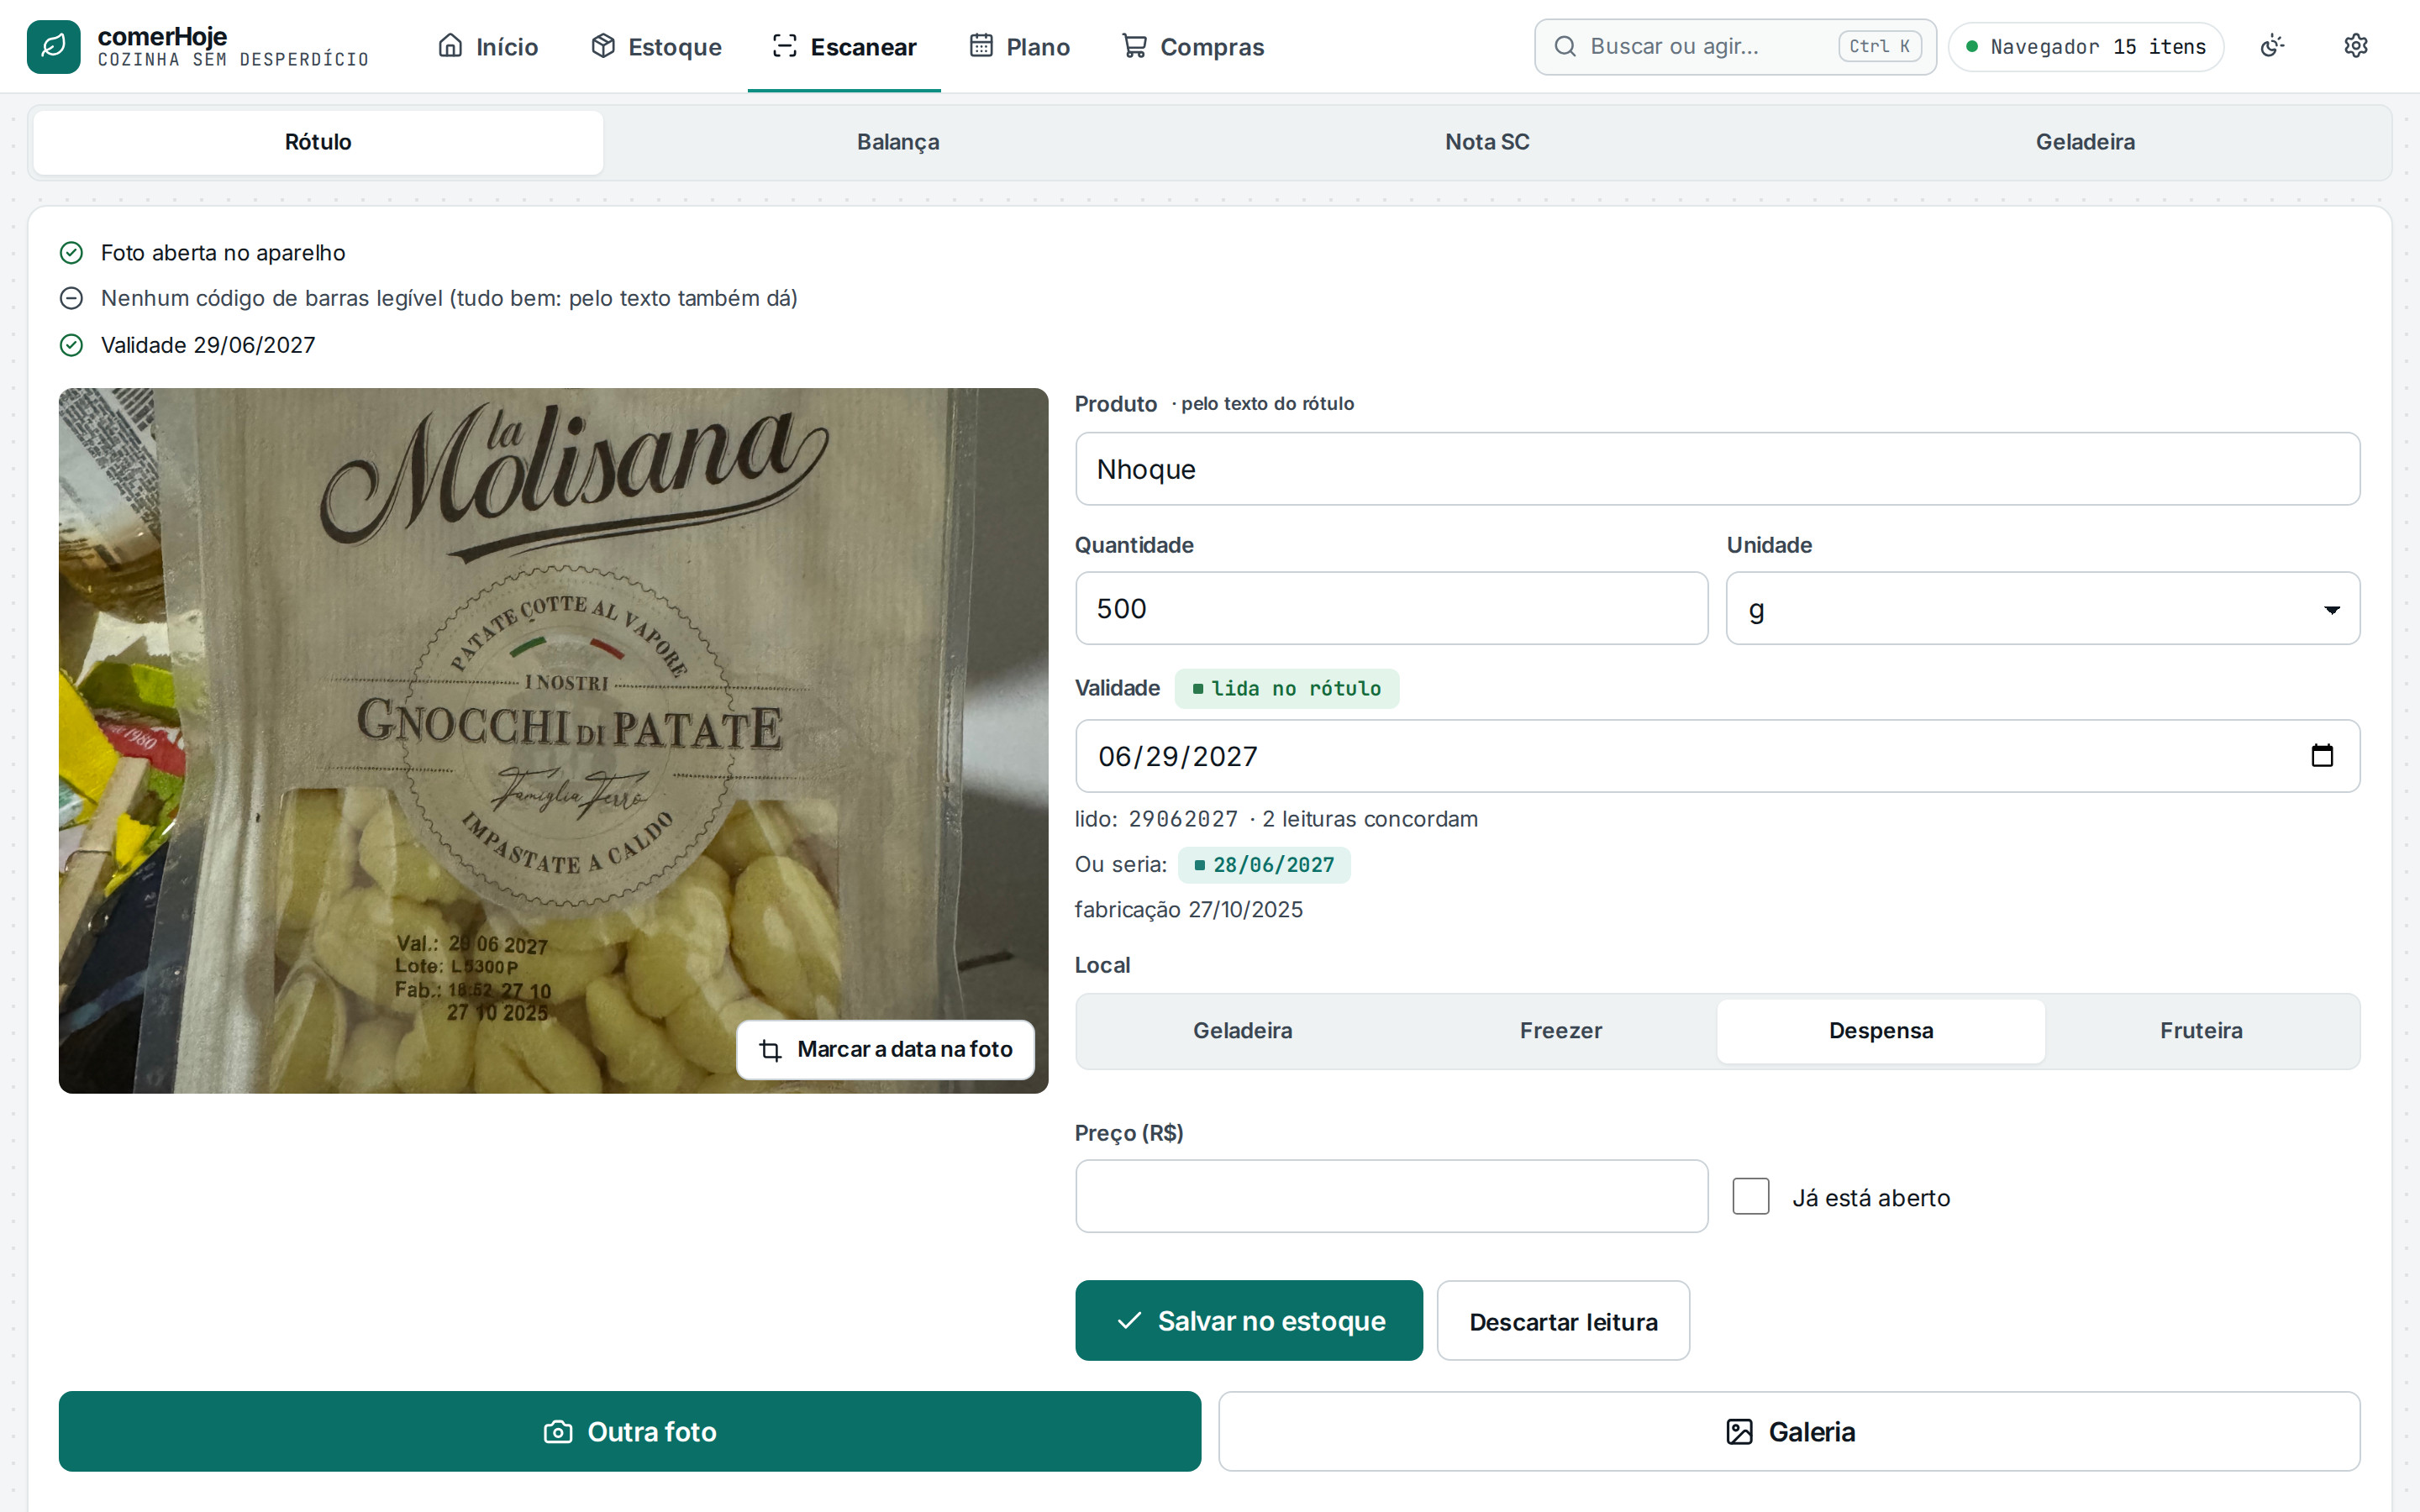 comerHoje
COZINHA SEM DESPERDÍCIO
Início
Estoque
Escanear
Plano
Compras
Buscar ou agir...
Ctrl K
Navegador 15 itens
Rótulo
Balança
Nota SC
Geladeira
Foto aberta no aparelho
Nenhum código de barras legível (tudo bem: pelo texto também dá)
Validade 29/06/2027
la
Molisana
PATATE COTTE AL VAPORE
I NOSTRI
GNOCCHI DI PATATE
Famiglia Ferro
IMPASTATE A CALDO
1980
Val.: 29 06 2027
Lote: L5300P
Fab.: 18:52 27 10
27 10 2025
Marcar a data na foto
Produto · pelo texto do rótulo
Nhoque
Quantidade
Unidade
500
g
Validade lida no rótulo
06/29/2027
lido: 29062027 · 2 leituras concordam
Ou seria: 28/06/2027
fabricação 27/10/2025
Local
Geladeira
Freezer
Despensa
Fruteira
Preço (R$)
Já está aberto
Salvar no estoque
Descartar leitura
Outra foto
Galeria